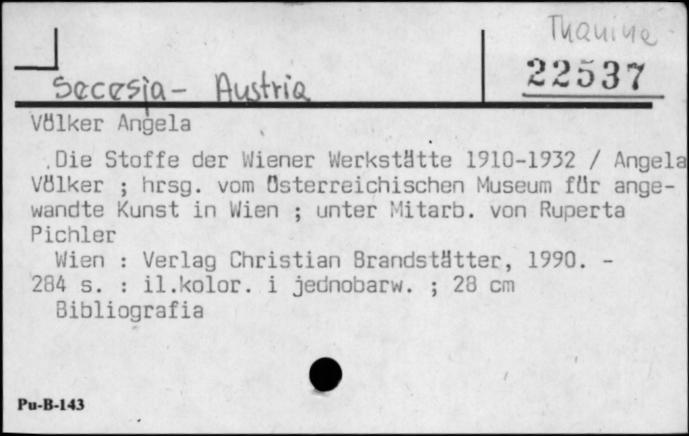 Tkanina
22537
Secesja - Austria
Völker Angela
Die Stoffe der Wiener Werkstätte 1910-1932 / Angela
Völker ; hrsg. vom Österreichischen Museum für ange-
wandte Kunst in Wien ; unter Mitarb. von Ruperta
Pichler
Wien : Verlag Christian Brandstätter, 1990. -
284 s. : il.kolor. i jednobarw. ; 28 cm
Bibliografia
Pu-B-143